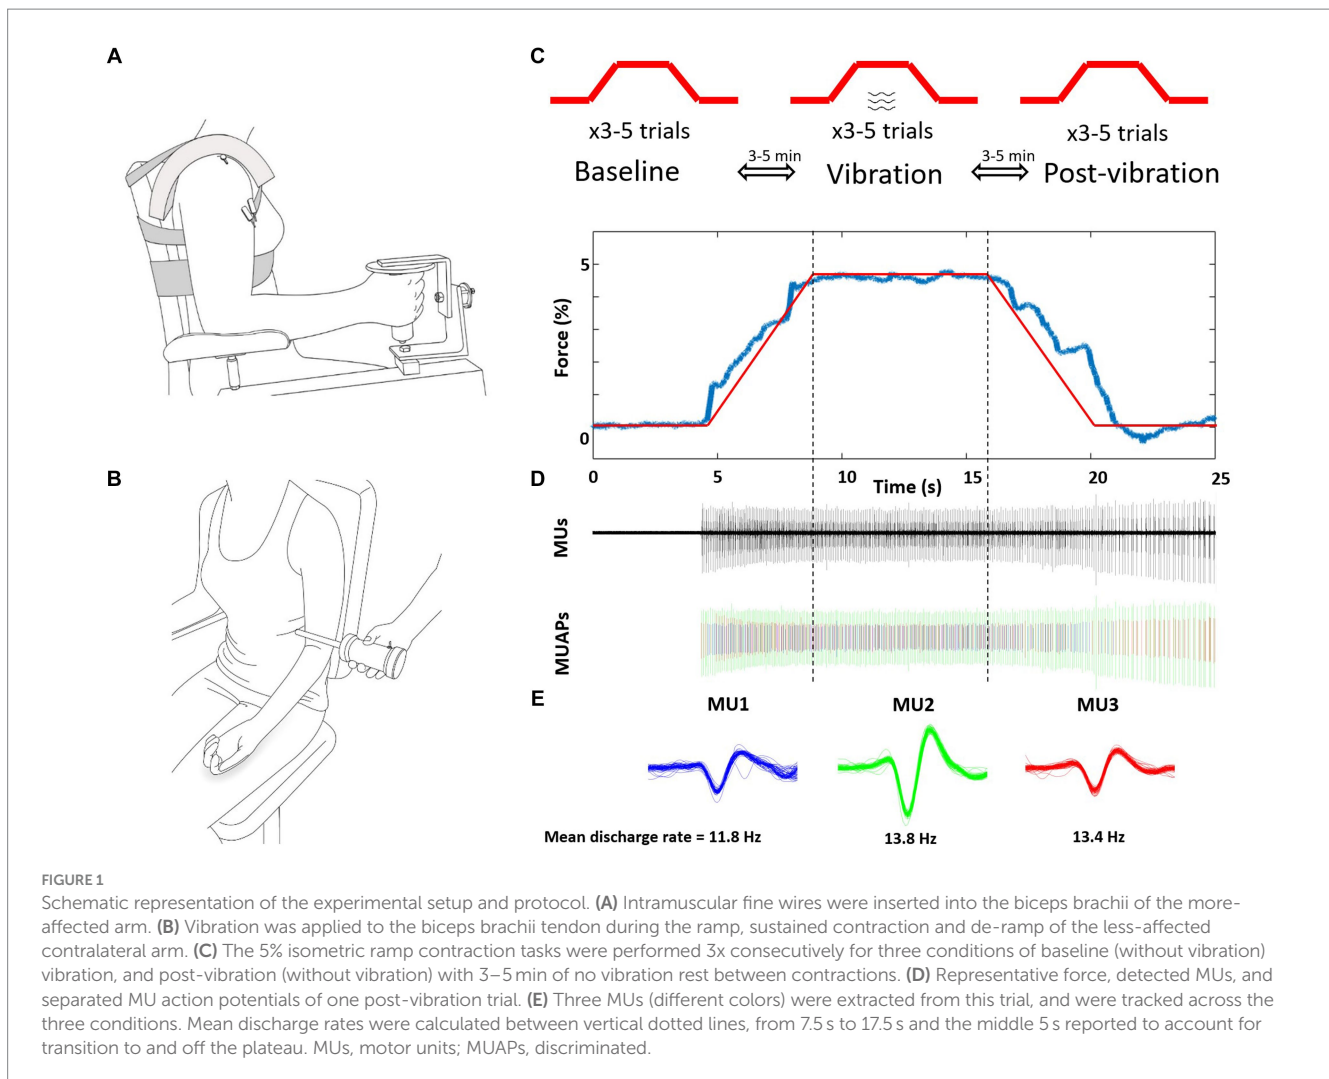 A
C
x3-5 trials
x3-5 trials
x3-5 trials
Baseline
3-5 min
Vibration
3-5 min
Post-vibration
5
Force (%)
0
0
5
10
15
20
25
Time (s)
B
D
MUs
MUAPs
E
MU1
MU2
MU3
Mean discharge rate = 11.8 Hz
13.8 Hz
13.4 Hz
FIGURE 1
Schematic representation of the experimental setup and protocol. (A) Intramuscular fine wires were inserted into the biceps brachii of the more-
affected arm. (B) Vibration was applied to the biceps brachii tendon during the ramp, sustained contraction and de-ramp of the less-affected
contralateral arm. (C) The 5% isometric ramp contraction tasks were performed 3x consecutively for three conditions of baseline (without vibration)
vibration, and post-vibration (without vibration) with 3–5 min of no vibration rest between contractions. (D) Representative force, detected MUs, and
separated MU action potentials of one post-vibration trial. (E) Three MUs (different colors) were extracted from this trial, and were tracked across the
three conditions. Mean discharge rates were calculated between vertical dotted lines, from 7.5 s to 17.5 s and the middle 5 s reported to account for
transition to and off the plateau. MUs, motor units; MUAPs, discriminated.